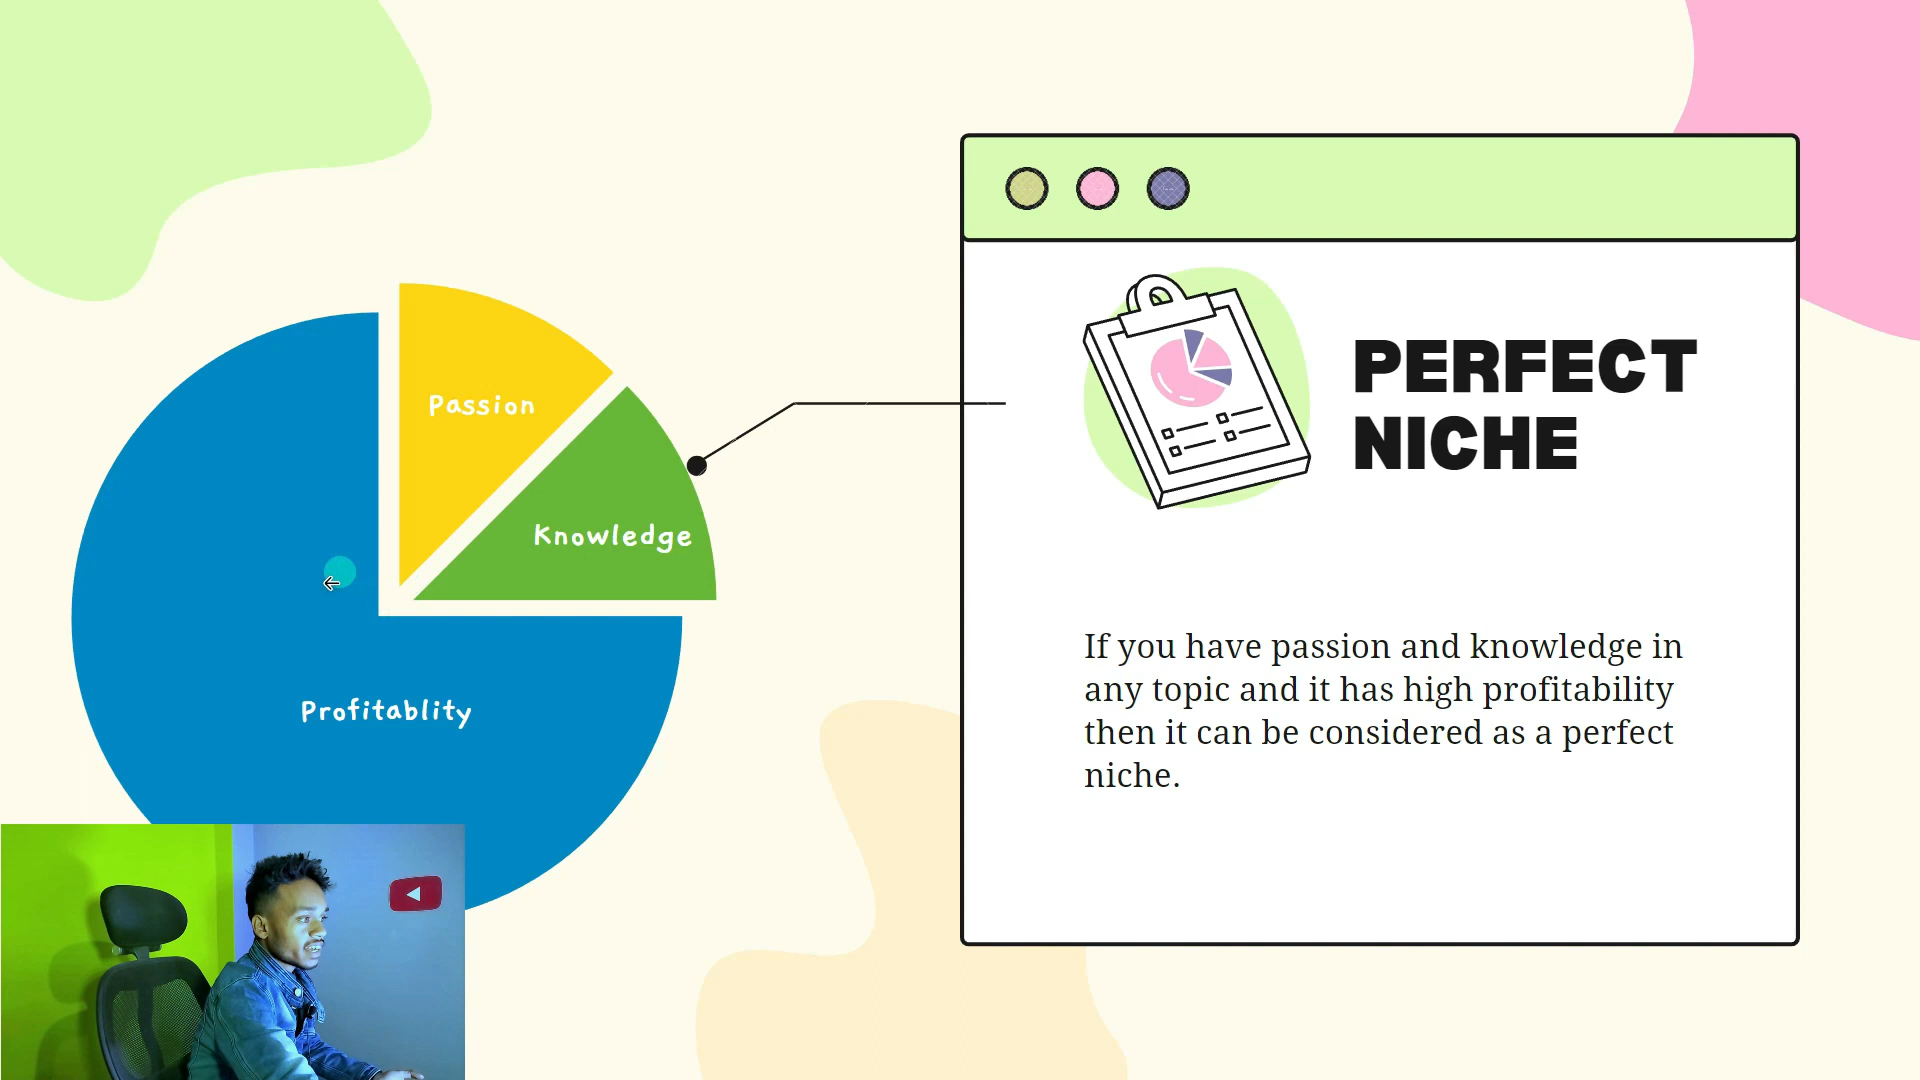 Passion
Knowledge
Profitablity
PERFECT
NICHE
If you have passion and knowledge in
any topic and it has high profitability
then it can be considered as a perfect
niche.